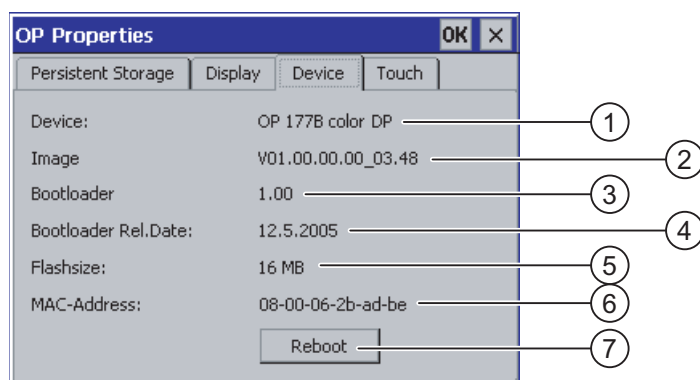 OP Properties OK ×
Persistent Storage Display Device Touch
Device: OP 177B color DP 1
Image V01.00.00.00_03.48 2
Bootloader 1.00 3
Bootloader Rel.Date: 12.5.2005 4
Flashsize: 16 MB 5
MAC-Address: 08-00-06-2b-ad-be 6
Reboot 7